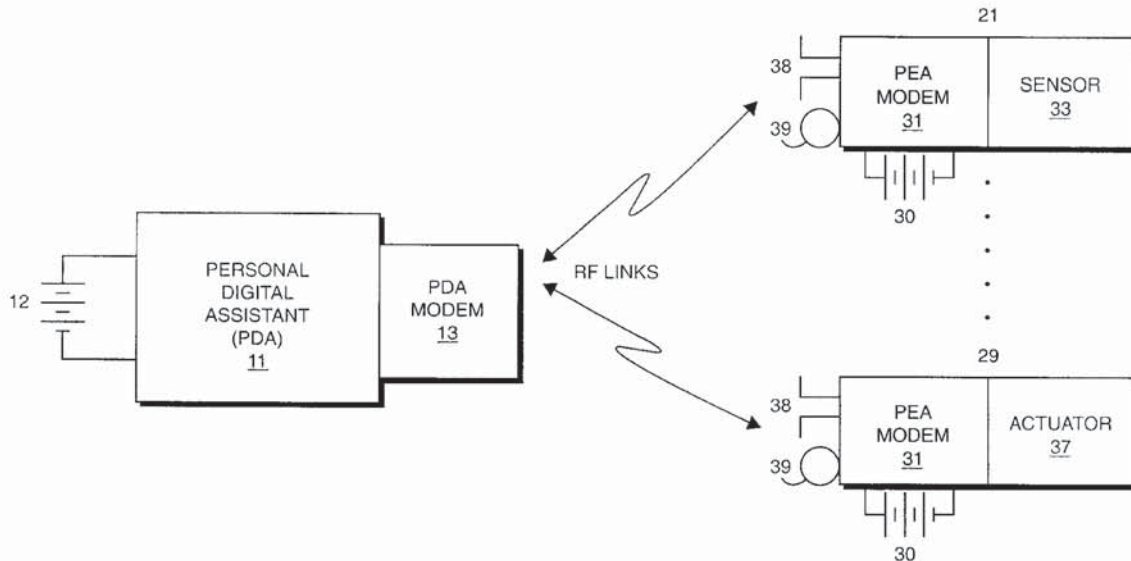 12
PERSONAL
DIGITAL
ASSISTANT
(PDA)
11
PDA
MODEM
13
RF LINKS
21
38
39
PEA
MODEM
31
SENSOR
33
30
29
38
39
PEA
MODEM
31
ACTUATOR
37
30